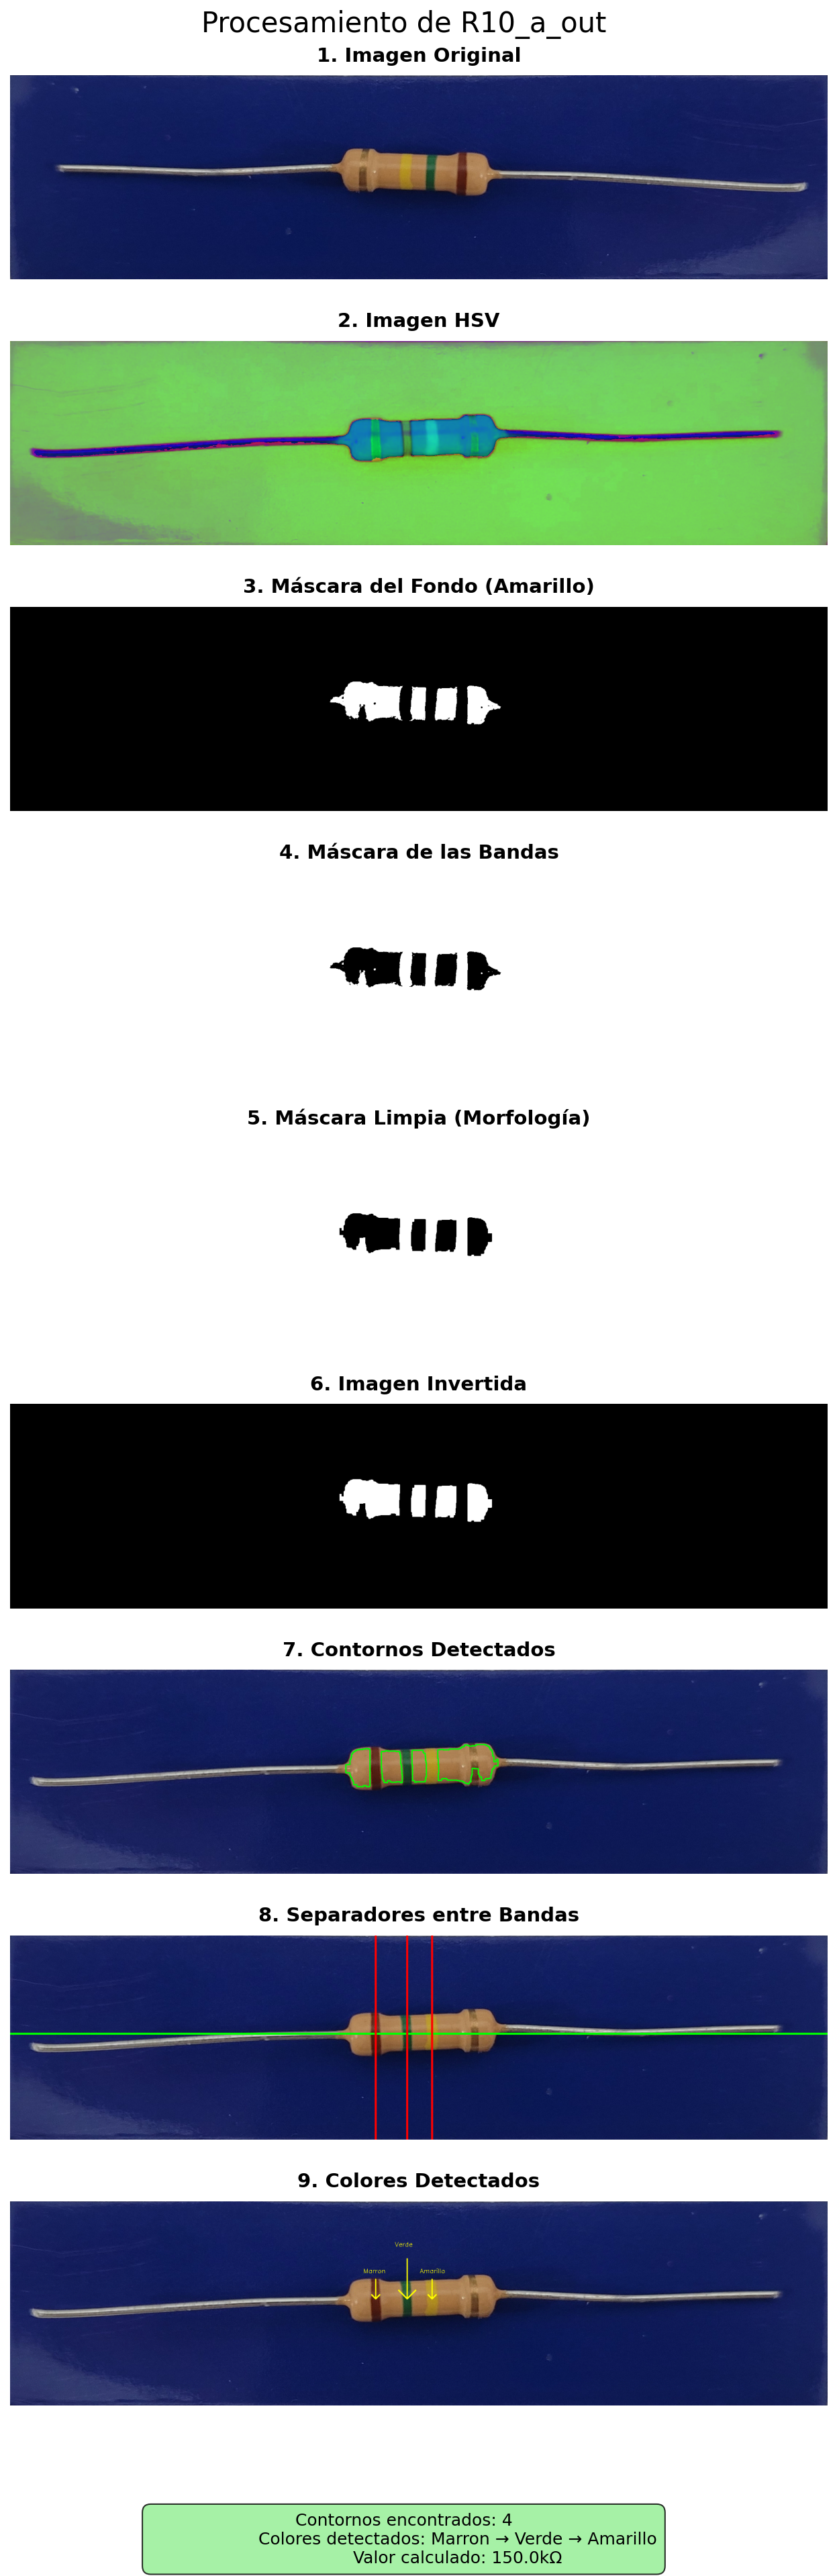 Procesamiento de R10_a_out
1. Imagen Original
2. Imagen HSV
3. Máscara del Fondo (Amarillo)
4. Máscara de las Bandas
5. Máscara Limpia (Morfología)
6. Imagen Invertida
7. Contornos Detectados
8. Separadores entre Bandas
9. Colores Detectados
Verde
Marron
Amarillo
Contornos encontrados: 4
Colores detectados: Marron → Verde → Amarillo
Valor calculado: 150.0kΩ